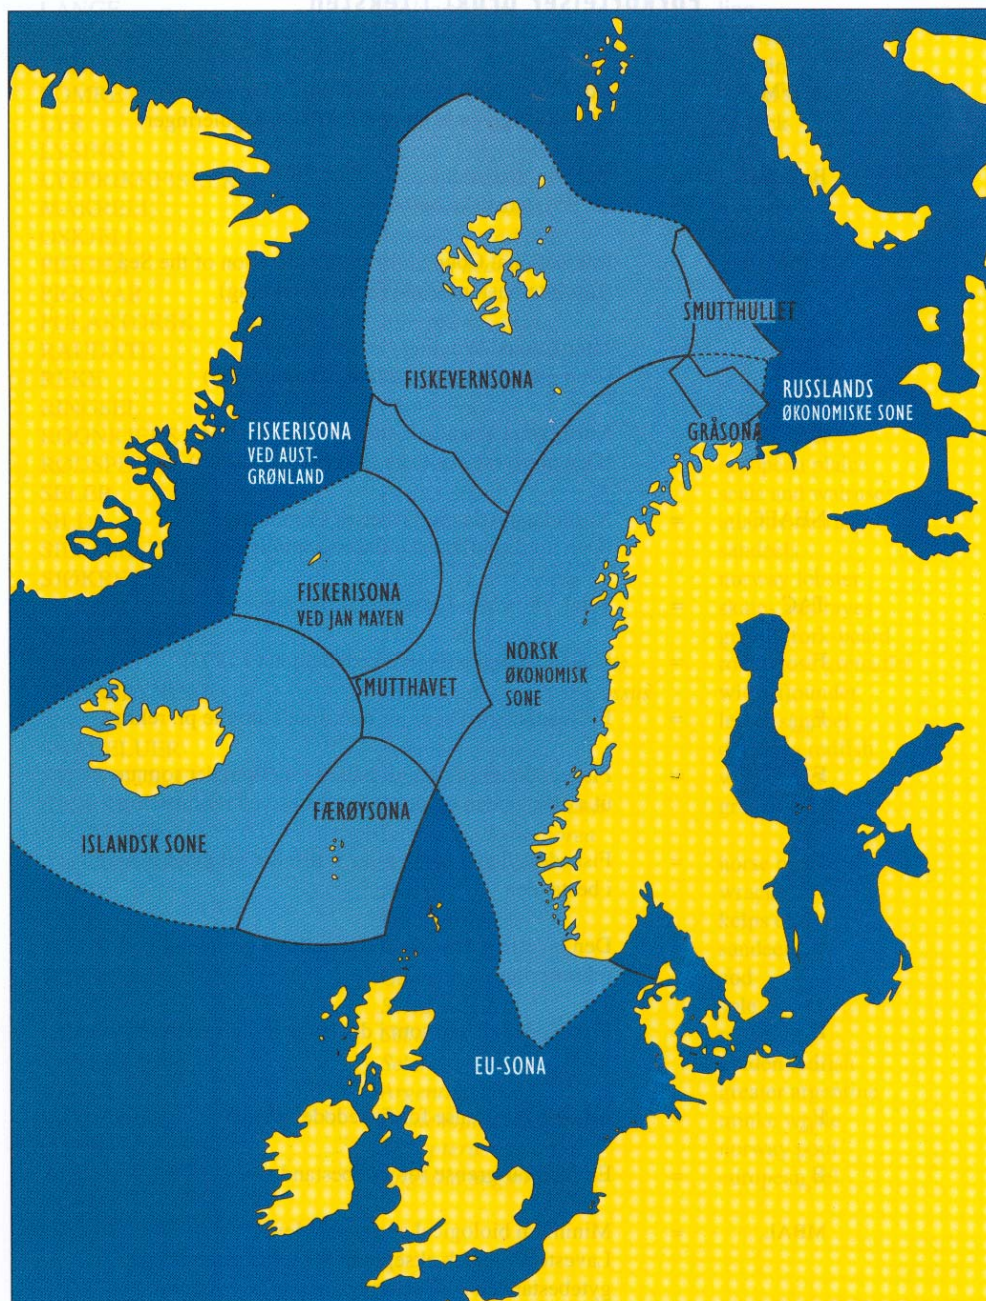 SMUTTHULLET
FISKEVERNSONA
RUSSLANDS
ØKONOMISKE SONE
FISKERISONA
VED AUST-
GRØNLAND
GRÅSONA
FISKERISONA
VED JAN MAYEN
NORSK
ØKONOMISK
SONE
SMUTTHAVET
FÆRØYSONA
ISLANDSK SONE
EU-SONA